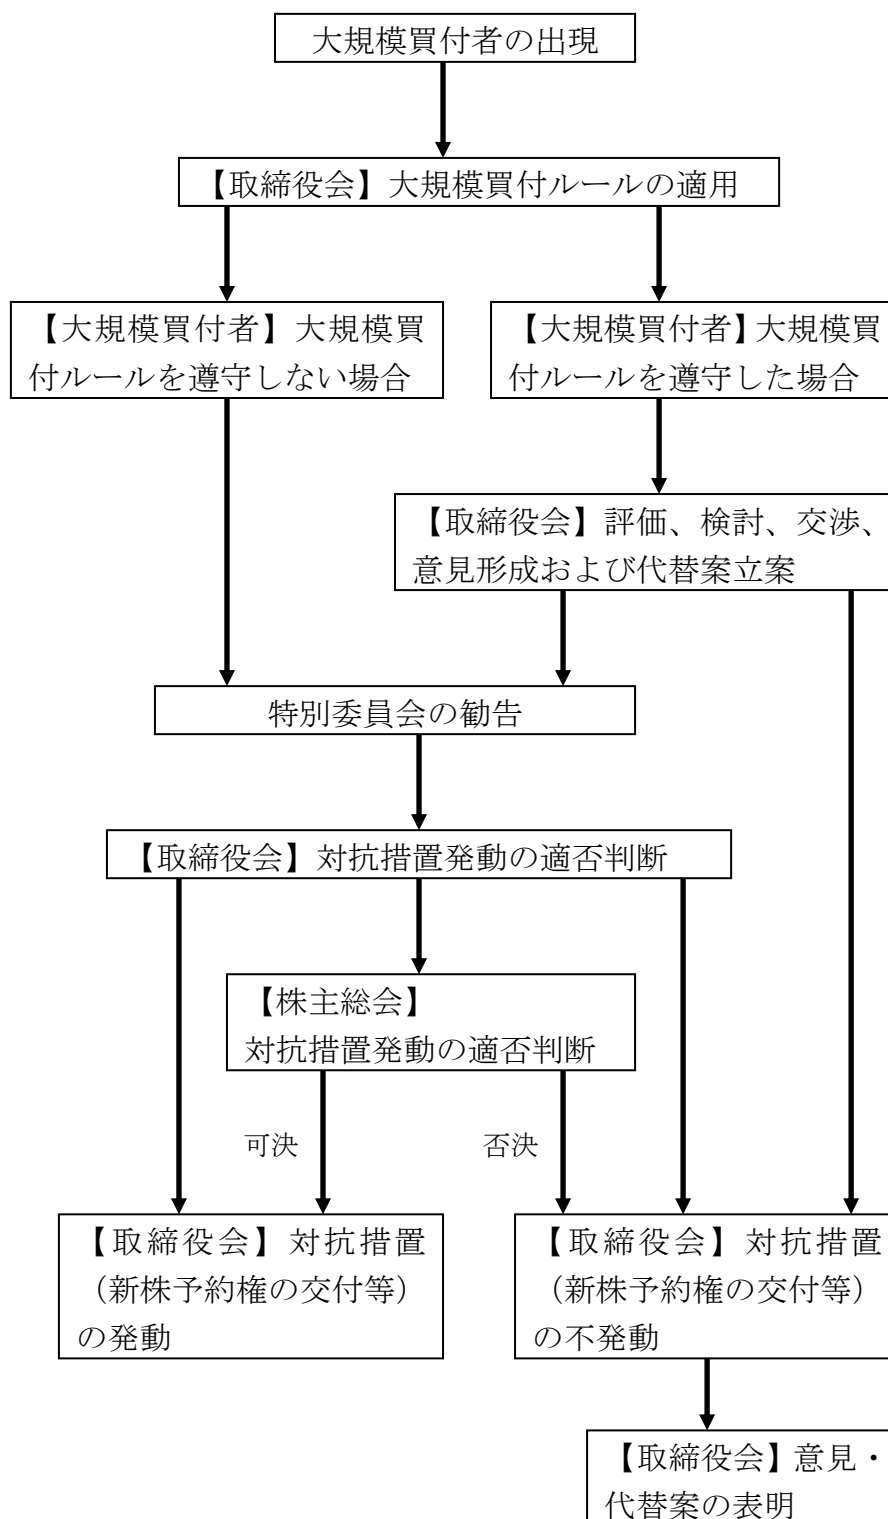 大規模買付者の出現
【取締役会】大規模買付ルールの適用
【大規模買付者】大規模買
付ルールを遵守しない場合
【大規模買付者】大規模買
付ルールを遵守した場合
【取締役会】評価、検討、交渉、
意見形成および代替案立案
特別委員会の勧告
【取締役会】対抗措置発動の適否判断
【株主総会】
対抗措置発動の適否判断
可決
否決
【取締役会】対抗措置
（新株予約権の交付等）
の発動
【取締役会】対抗措置
（新株予約権の交付等）
の不発動
【取締役会】意見・
代替案の表明